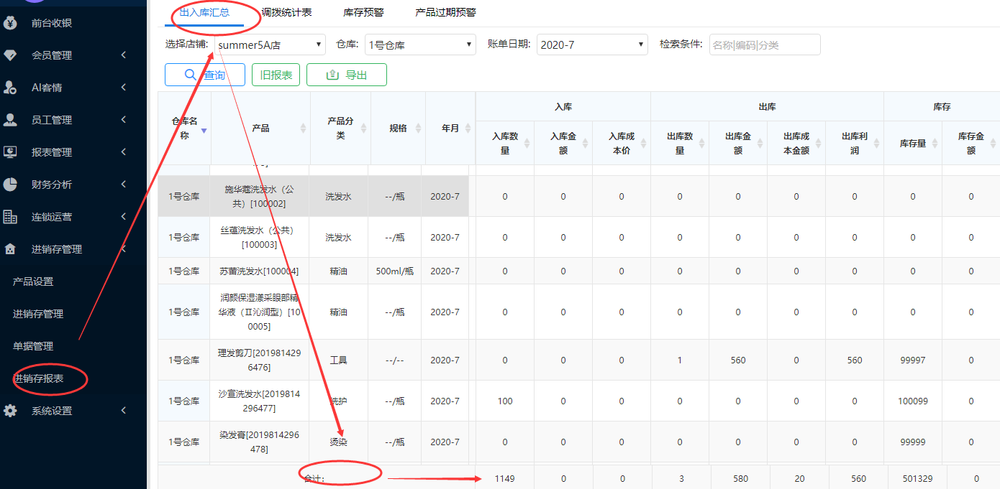 前台收银
会员管理
AI客情
员工管理
报表管理
财务分析
连锁运营
进销存管理
产品设置
进销存管理
单据管理
进销存报表
系统设置
出入库汇总 调拨统计表 库存预警 产品过期预警
选择店铺: summer5A店 仓库: 1号仓库 账单日期: 2020-7 检索条件: 名称|编码|分类
查询 旧报表 导出
入库 出库 库存
仓库名称 产品 产品分类 规格 年月 入库数量 入库金额 入库成本价 出库数量 出库金额 出库成本金额 出库利润 库存量 库存金额
1号仓库 施华蔻洗发水（公共）[100002] 洗发水 --/瓶 2020-7 0 0 0 0 0 0 0 0 0
1号仓库 丝蕴洗发水（公共）[100003] 洗发水 --/瓶 2020-7 0 0 0 0 0 0 0 0 0
1号仓库 苏菌洗发水[100004] 精油 500ml/瓶 2020-7 0 0 0 0 0 0 0 0 0
1号仓库 润颜保湿漾采眼部精华液（II沁润型）[100005] 精油 --/瓶 2020-7 0 0 0 0 0 0 0 0 0
1号仓库 理发剪刀[2019814296476] 工具 --/-- 2020-7 0 0 0 1 560 0 560 99997 0
1号仓库 沙宣洗发水[2019814296477] 洗护 --/瓶 2020-7 100 0 0 0 0 0 0 100099 0
1号仓库 染发膏[2019814296478] 烫染 --/瓶 2020-7 0 0 0 0 0 0 0 99999 0
合计: 1149 0 0 3 580 20 560 501329 0